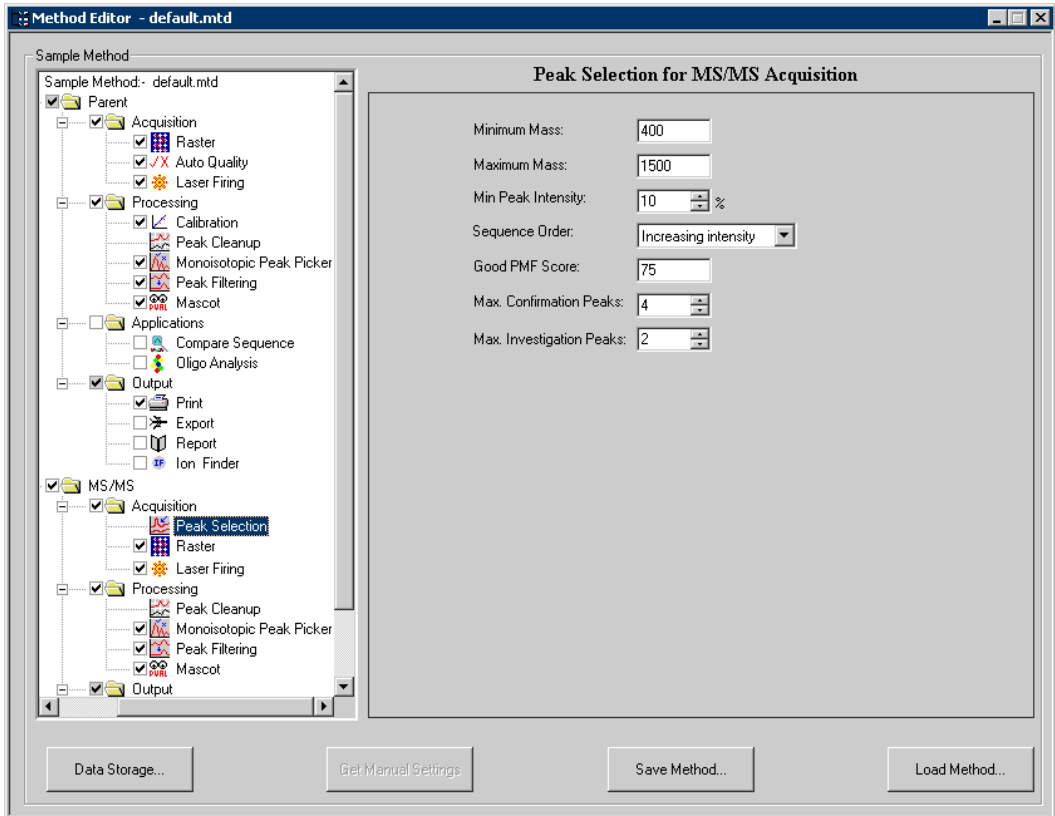 Method Editor - default.mtd
Sample Method
Sample Method:- default.mtd
Parent
Acquisition
Raster
Auto Quality
Laser Firing
Processing
Calibration
Peak Cleanup
Monoisotopic Peak Picker
Peak Filtering
Mascot
Applications
Compare Sequence
Oligo Analysis
Output
Print
Export
Report
IF Ion Finder
MS/MS
Acquisition
Peak Selection
Raster
Laser Firing
Processing
Peak Cleanup
Monoisotopic Peak Picker
Peak Filtering
Mascot
Output
Peak Selection for MS/MS Acquisition
Minimum Mass: 400
Maximum Mass: 1500
Min Peak Intensity: 10 %
Sequence Order: Increasing intensity
Good PMF Score: 75
Max. Confirmation Peaks: 4
Max. Investigation Peaks: 2
Data Storage...
Get Manual Settings
Save Method...
Load Method...